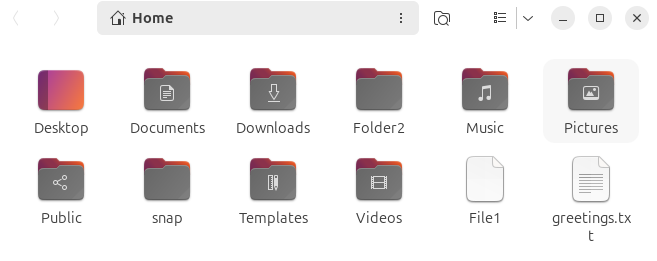 Home
Desktop
Documents
Downloads
Folder2
Music
Pictures
Public
snap
Templates
Videos
File1
greetings.tx
t